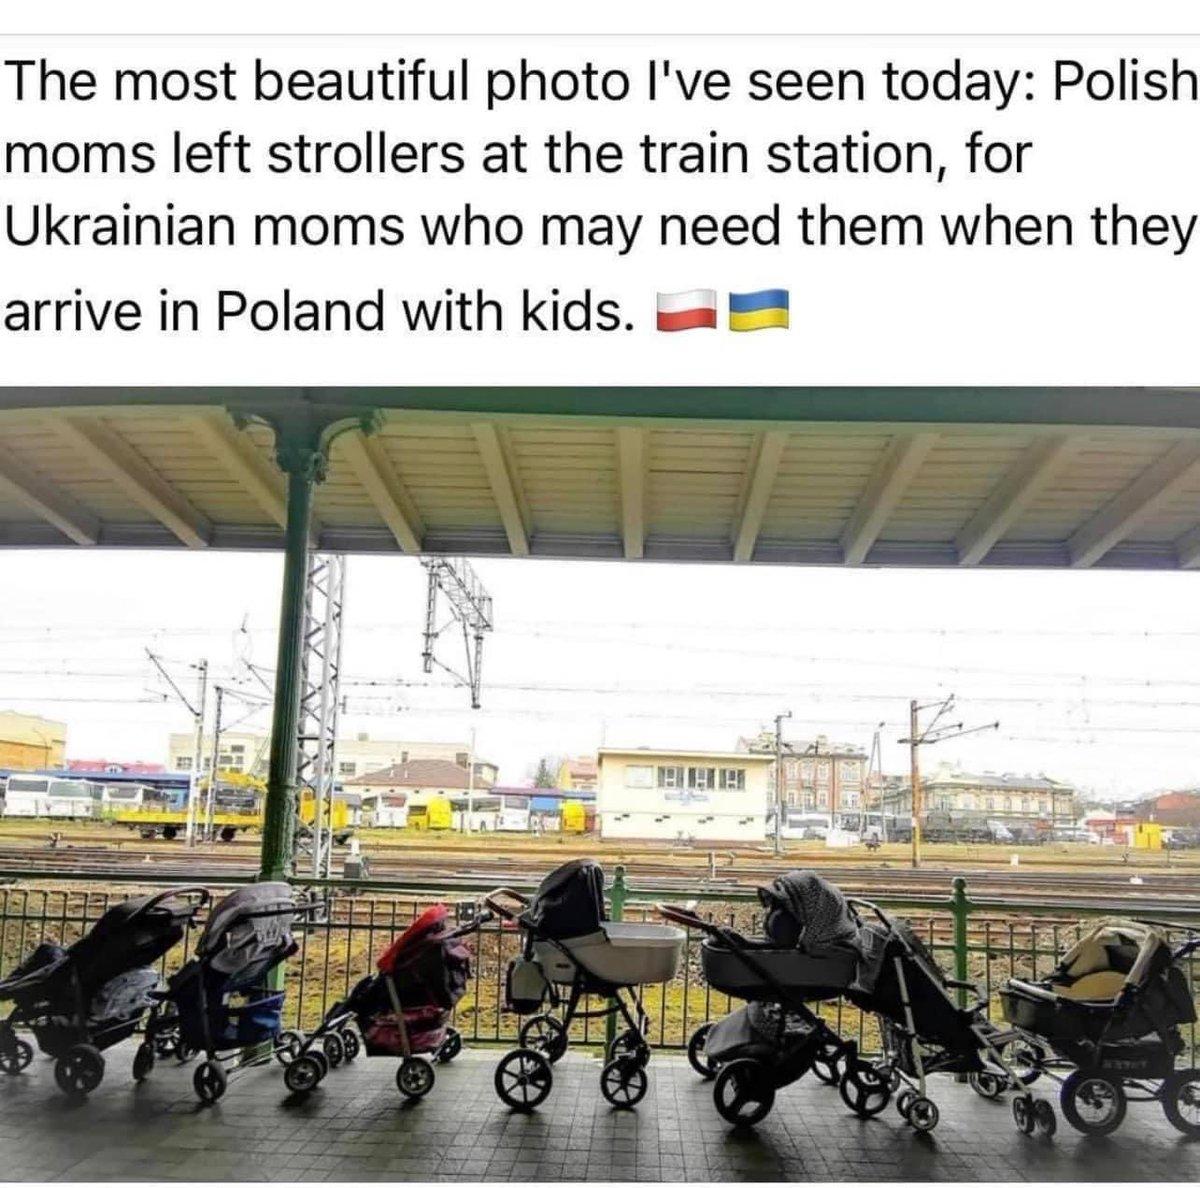 The most beautiful photo I've seen today: Polish
moms left strollers at the train station, for
Ukrainian moms who may need them when they
arrive in Poland with kids. 🇵🇱🇺🇦